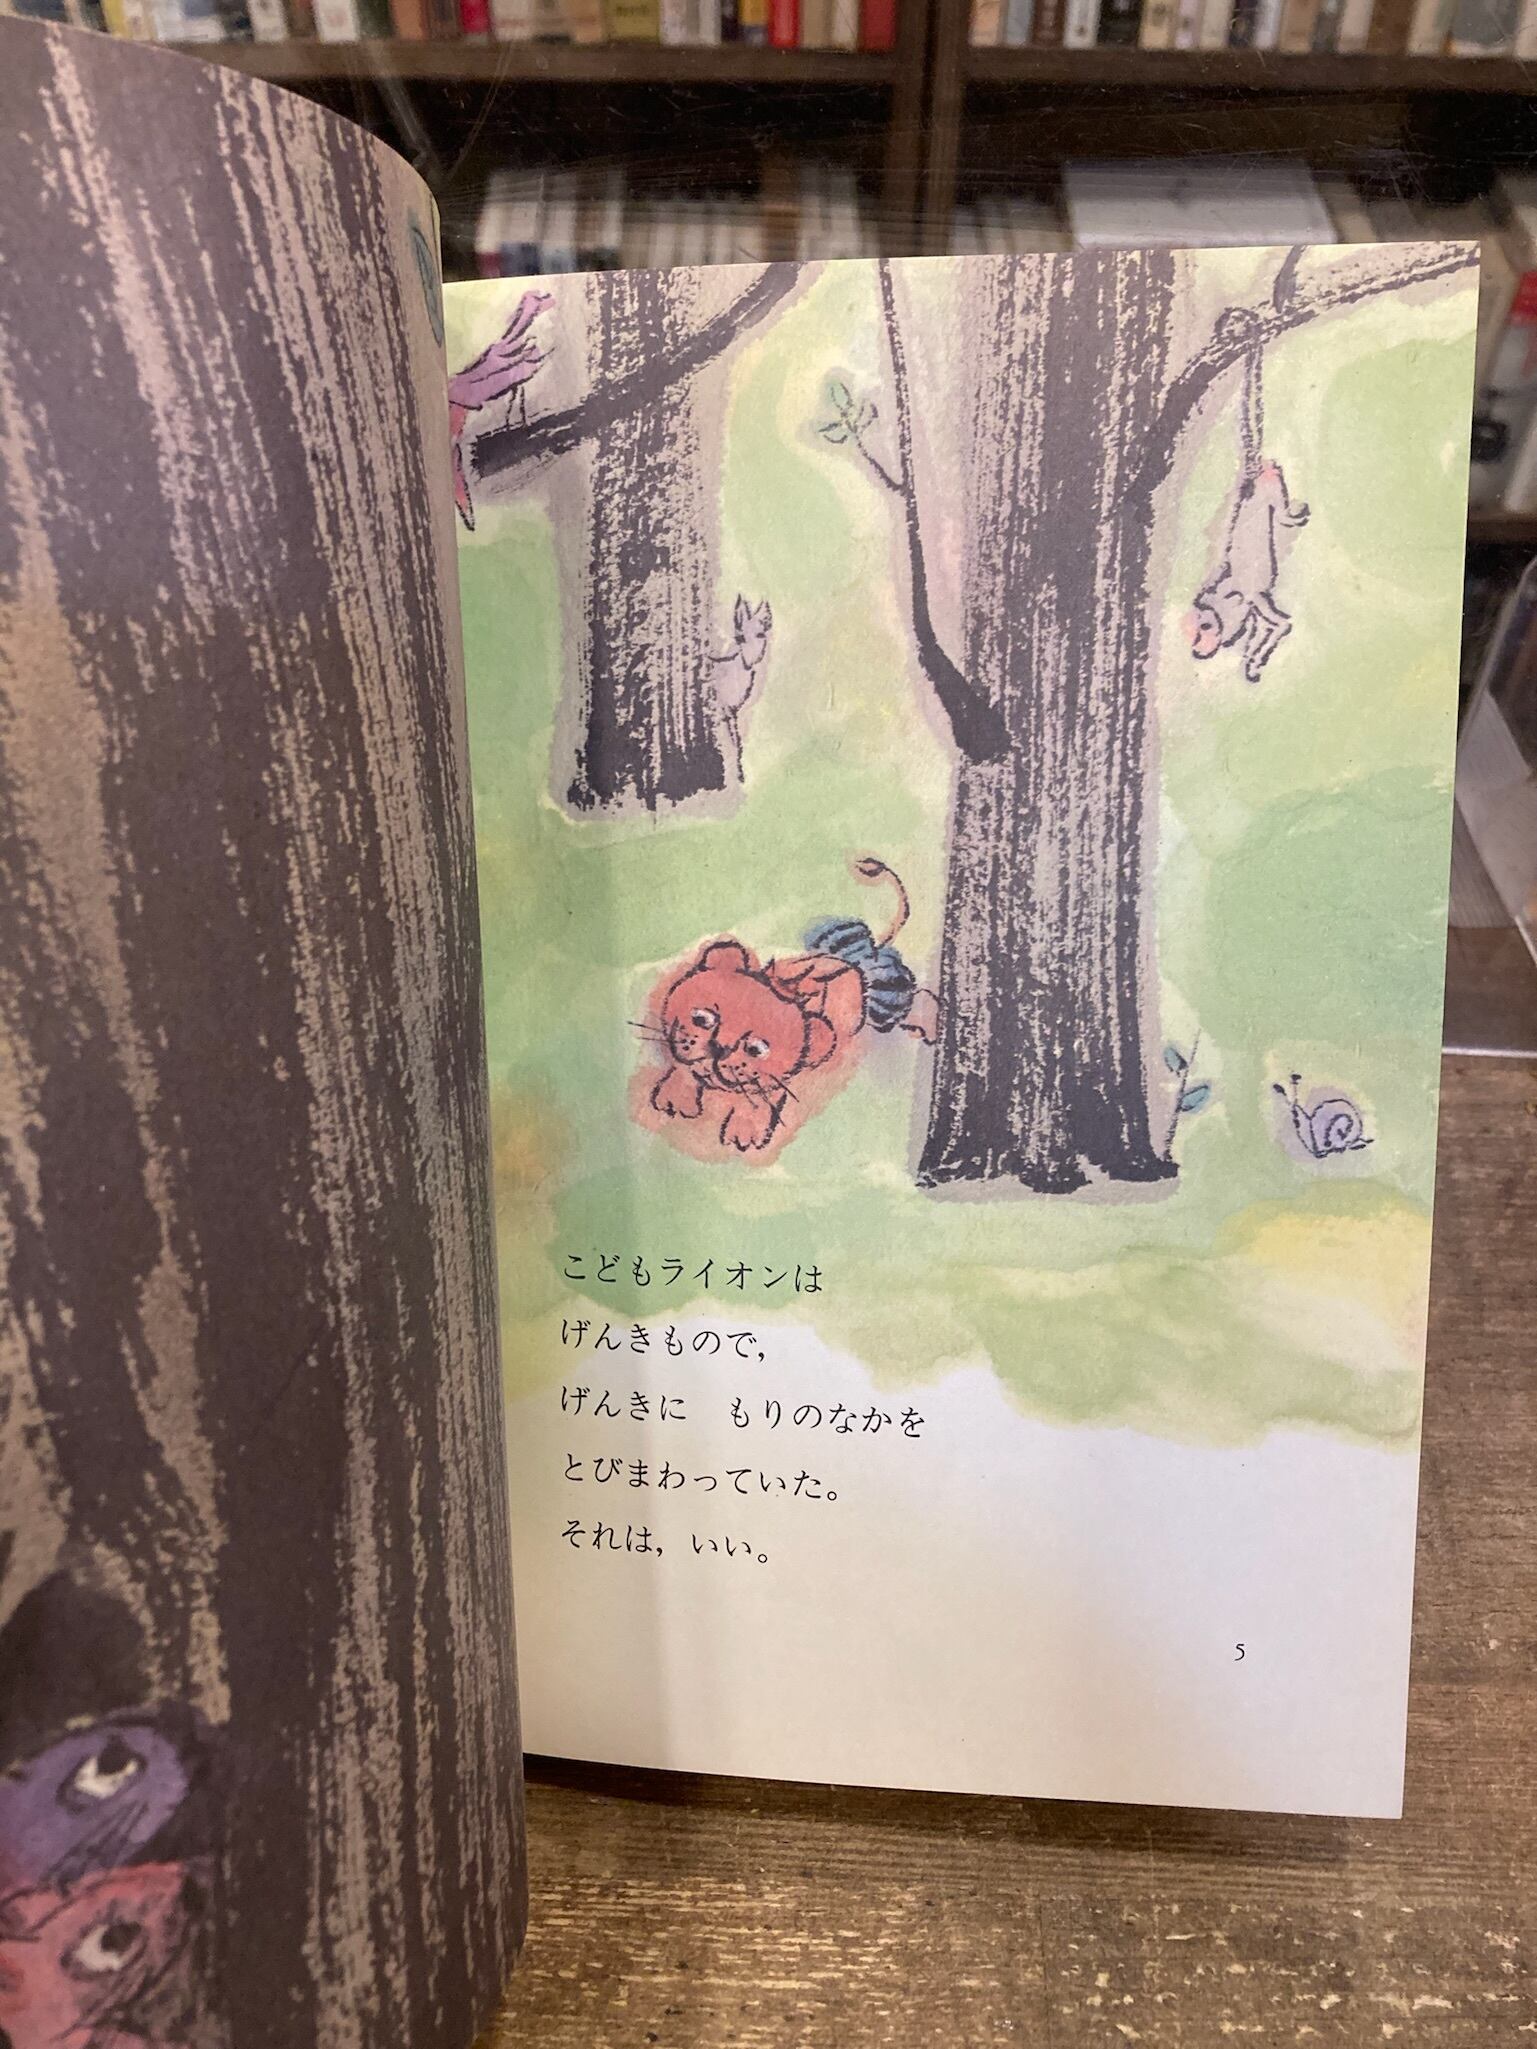 こどもライオンは
げんきもので，
げんきに　もりのなかを
とびまわっていた。
それは，いい。
5